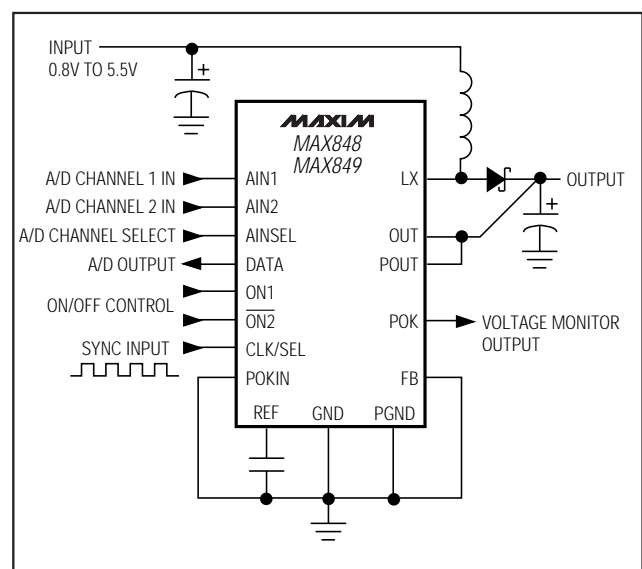 INPUT
0.8V TO 5.5V
+
MAXIM
MAX848
MAX849
A/D CHANNEL 1 IN
AIN1
LX
OUTPUT
A/D CHANNEL 2 IN
AIN2
+
A/D CHANNEL SELECT
AINSEL
OUT
A/D OUTPUT
DATA
POUT
ON/OFF CONTROL
ON1
ON2
POK
VOLTAGE MONITOR
OUTPUT
SYNC INPUT
CLK/SEL
POKIN
FB
REF
GND
PGND